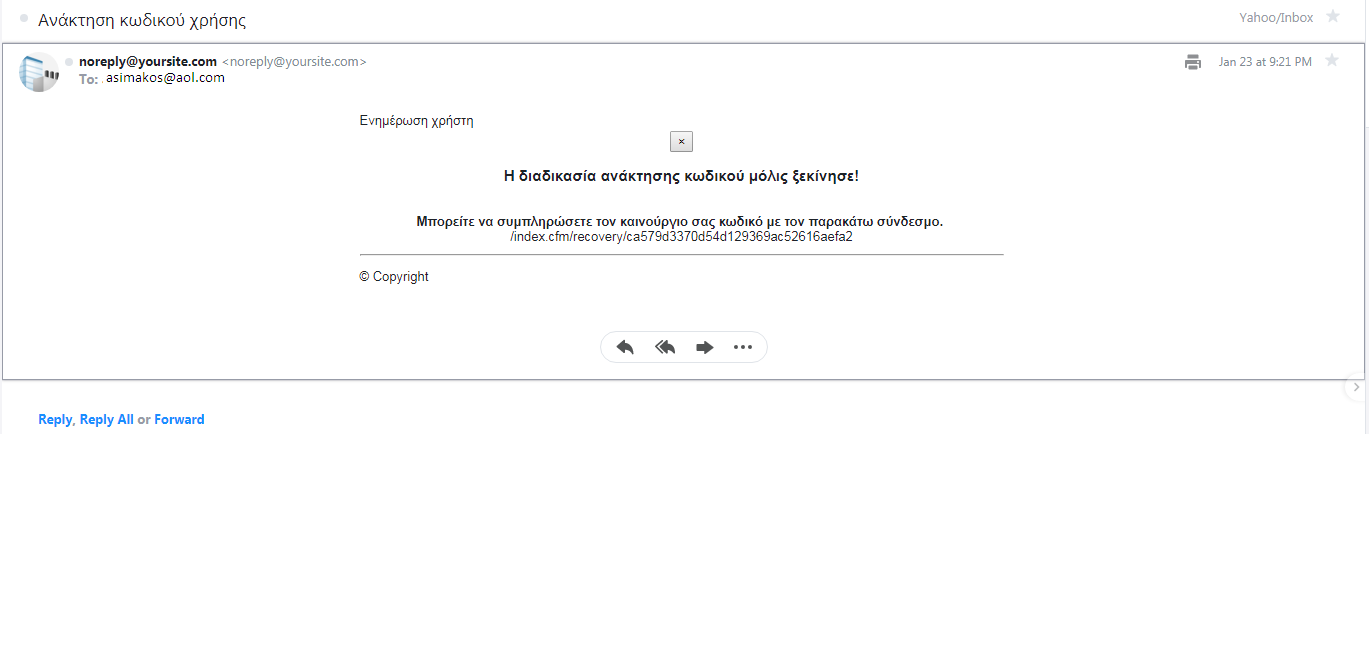 Ανάκτηση κωδικού χρήσης
Yahoo/Inbox
noreply@yoursite.com <noreply@yoursite.com>
Jan 23 at 9:21 PM
To: asimakos@aol.com
Ενημέρωση χρήστη
Η διαδικασία ανάκτησης κωδικού μόλις ξεκίνησε!
Μπορείτε να συμπληρώσετε τον καινούργιο σας κωδικό με τον παρακάτω σύνδεσμο.
/index.cfm/recovery/ca579d3370d54d129369ac52616aefa2
© Copyright
Reply, Reply All or Forward